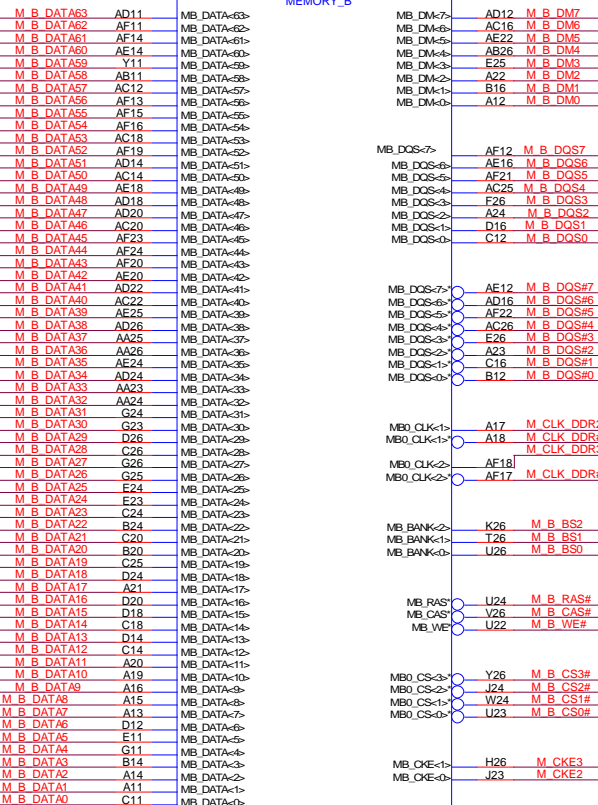 MEMORY_B
M_B_DATA63 AD11 MB_DATA<63>
M_B_DATA62 AF11 MB_DATA<62>
M_B_DATA61 AF14 MB_DATA<61>
M_B_DATA60 AE14 MB_DATA<60>
M_B_DATA59 Y11 MB_DATA<59>
M_B_DATA58 AB11 MB_DATA<58>
M_B_DATA57 AC12 MB_DATA<57>
M_B_DATA56 AF13 MB_DATA<56>
M_B_DATA55 AF15 MB_DATA<55>
M_B_DATA54 AF16 MB_DATA<54>
M_B_DATA53 AC18 MB_DATA<53>
M_B_DATA52 AF19 MB_DATA<52>
M_B_DATA51 AD14 MB_DATA<51>
M_B_DATA50 AC14 MB_DATA<50>
M_B_DATA49 AE18 MB_DATA<49>
M_B_DATA48 AD18 MB_DATA<48>
M_B_DATA47 AD20 MB_DATA<47>
M_B_DATA46 AC20 MB_DATA<46>
M_B_DATA45 AF23 MB_DATA<45>
M_B_DATA44 AF24 MB_DATA<44>
M_B_DATA43 AF20 MB_DATA<43>
M_B_DATA42 AE20 MB_DATA<42>
M_B_DATA41 AD22 MB_DATA<41>
M_B_DATA40 AC22 MB_DATA<40>
M_B_DATA39 AE25 MB_DATA<39>
M_B_DATA38 AD26 MB_DATA<38>
M_B_DATA37 AA25 MB_DATA<37>
M_B_DATA36 AA26 MB_DATA<36>
M_B_DATA35 AE24 MB_DATA<35>
M_B_DATA34 AD24 MB_DATA<34>
M_B_DATA33 AA23 MB_DATA<33>
M_B_DATA32 AA24 MB_DATA<32>
M_B_DATA31 G24 MB_DATA<31>
M_B_DATA30 G23 MB_DATA<30>
M_B_DATA29 D26 MB_DATA<29>
M_B_DATA28 C26 MB_DATA<28>
M_B_DATA27 G26 MB_DATA<27>
M_B_DATA26 G25 MB_DATA<26>
M_B_DATA25 E24 MB_DATA<25>
M_B_DATA24 E23 MB_DATA<24>
M_B_DATA23 C24 MB_DATA<23>
M_B_DATA22 B24 MB_DATA<22>
M_B_DATA21 C20 MB_DATA<21>
M_B_DATA20 B20 MB_DATA<20>
M_B_DATA19 C25 MB_DATA<19>
M_B_DATA18 D24 MB_DATA<18>
M_B_DATA17 A21 MB_DATA<17>
M_B_DATA16 D20 MB_DATA<16>
M_B_DATA15 D18 MB_DATA<15>
M_B_DATA14 C18 MB_DATA<14>
M_B_DATA13 D14 MB_DATA<13>
M_B_DATA12 C14 MB_DATA<12>
M_B_DATA11 A20 MB_DATA<11>
M_B_DATA10 A19 MB_DATA<10>
M_B_DATA9 A16 MB_DATA<9>
M_B_DATA8 A15 MB_DATA<8>
M_B_DATA7 A13 MB_DATA<7>
M_B_DATA6 D12 MB_DATA<6>
M_B_DATA5 E11 MB_DATA<5>
M_B_DATA4 G11 MB_DATA<4>
M_B_DATA3 B14 MB_DATA<3>
M_B_DATA2 A14 MB_DATA<2>
M_B_DATA1 A11 MB_DATA<1>
M_B_DATA0 C11 MB_DATA<0>
MB_DM<7> AD12 M_B_DM7
MB_DM<6> AC16 M_B_DM6
MB_DM<5> AE22 M_B_DM5
MB_DM<4> AB26 M_B_DM4
MB_DM<3> E25 M_B_DM3
MB_DM<2> A22 M_B_DM2
MB_DM<1> B16 M_B_DM1
MB_DM<0> A12 M_B_DM0
MB_DQS<7> AF12 M_B_DQS7
MB_DQS<6> AE16 M_B_DQS6
MB_DQS<5> AF21 M_B_DQS5
MB_DQS<4> AC25 M_B_DQS4
MB_DQS<3> F26 M_B_DQS3
MB_DQS<2> A24 M_B_DQS2
MB_DQS<1> D16 M_B_DQS1
MB_DQS<0> C12 M_B_DQS0
MB_DQS<7>* AE12 M_B_DQS#7
MB_DQS<6>* AD16 M_B_DQS#6
MB_DQS<5>* AF22 M_B_DQS#5
MB_DQS<4>* AC26 M_B_DQS#4
MB_DQS<3>* E26 M_B_DQS#3
MB_DQS<2>* A23 M_B_DQS#2
MB_DQS<1>* C16 M_B_DQS#1
MB_DQS<0>* B12 M_B_DQS#0
MB0_CLK<1> A17 M_CLK_DDR2
MB0_CLK<1>* A18 M_CLK_DDR#
M_CLK_DDR3
MB0_CLK<2> AF18
MB0_CLK<2>* AF17 M_CLK_DDR#
MB_BANK<2> K26 M_B_BS2
MB_BANK<1> T26 M_B_BS1
MB_BANK<0> U26 M_B_BS0
MB_RAS* U24 M_B_RAS#
MB_CAS* V26 M_B_CAS#
MB_WE* U22 M_B_WE#
MB0_CS<3>* Y26 M_B_CS3#
MB0_CS<2>* J24 M_B_CS2#
MB0_CS<1>* W24 M_B_CS1#
MB0_CS<0>* U23 M_B_CS0#
MB_CKE<1> H26 M_CKE3
MB_CKE<0> J23 M_CKE2